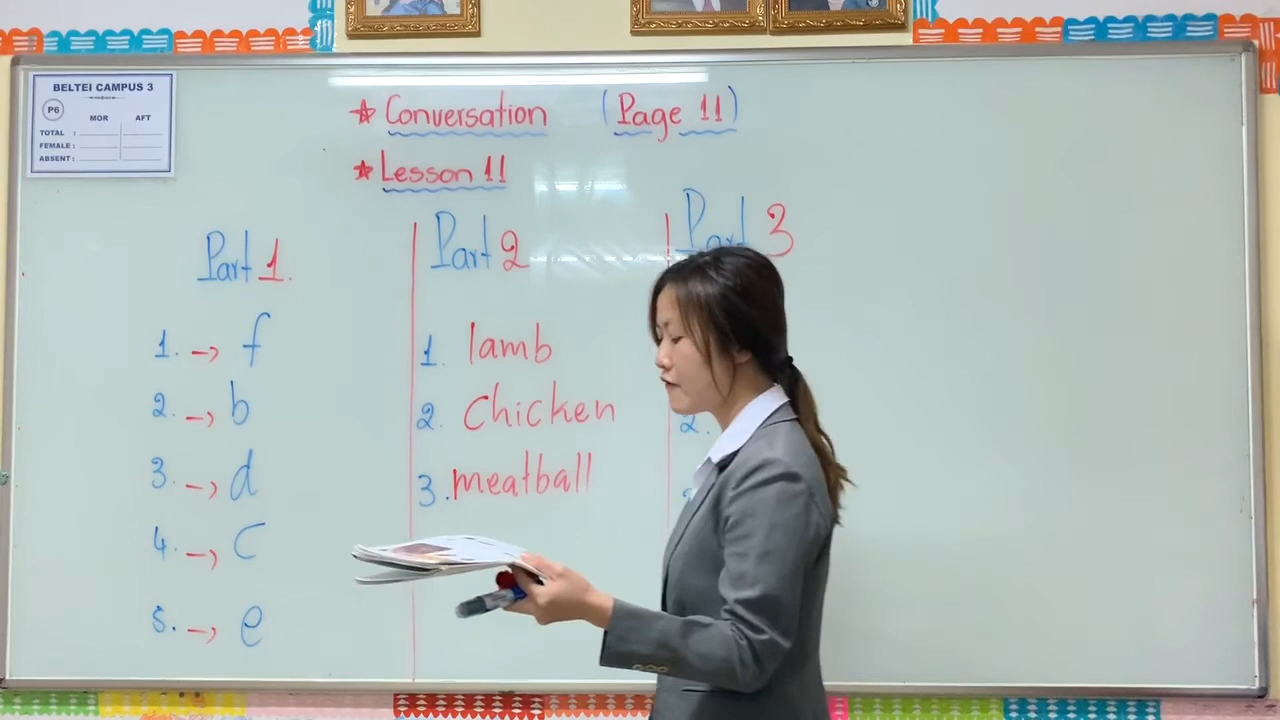 BELTEI CAMPUS 3
P6
MOR AFT
TOTAL :
FEMALE :
ABSENT :
★ Conversation (Page 11)
★ Lesson 11
Part 1.
1. → f
2. → b
3. → d
4. → c
5. → e
Part 2
1. lamb
2. Chicken
3. meatball
Part 3
2.